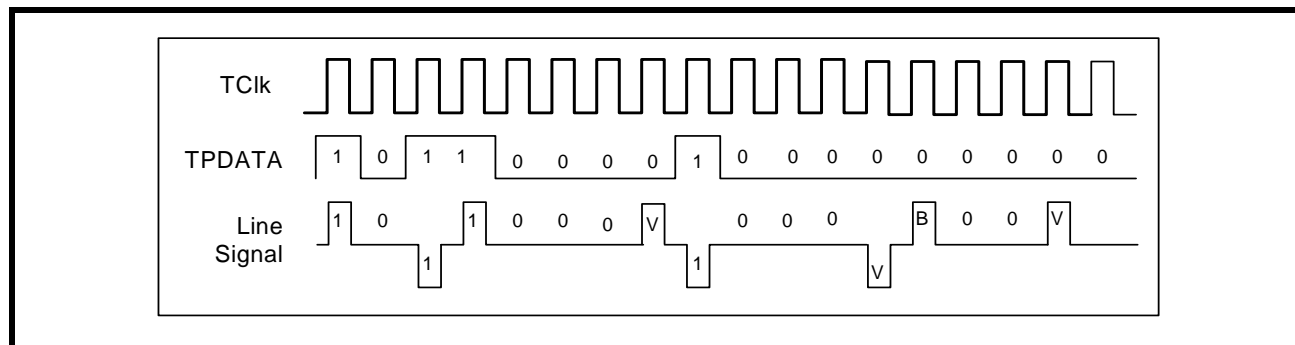 TClk
TPDATA 1 0 1 1 0 0 0 0 1 0 0 0 0 0 0 0 0 0
Line Signal 1 0 1 1 0 0 0 V 1 0 0 0 V B 0 0 V